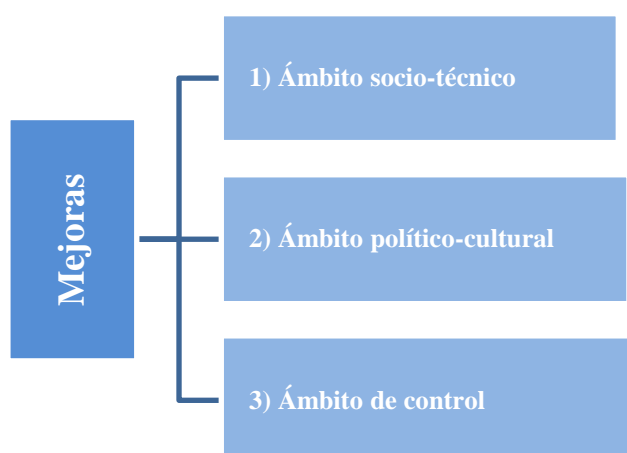 Mejoras
1) Ámbito socio-técnico
2) Ámbito político-cultural
3) Ámbito de control